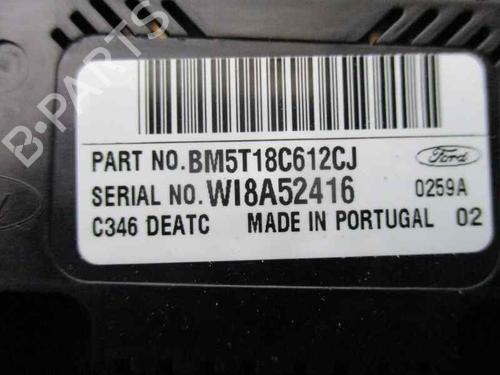 B-PARTS
PART NO. BM5T18C612CJ
Ford
SERIAL NO. WI8A52416
0259A
C346 DEATC MADE IN PORTUGAL 02